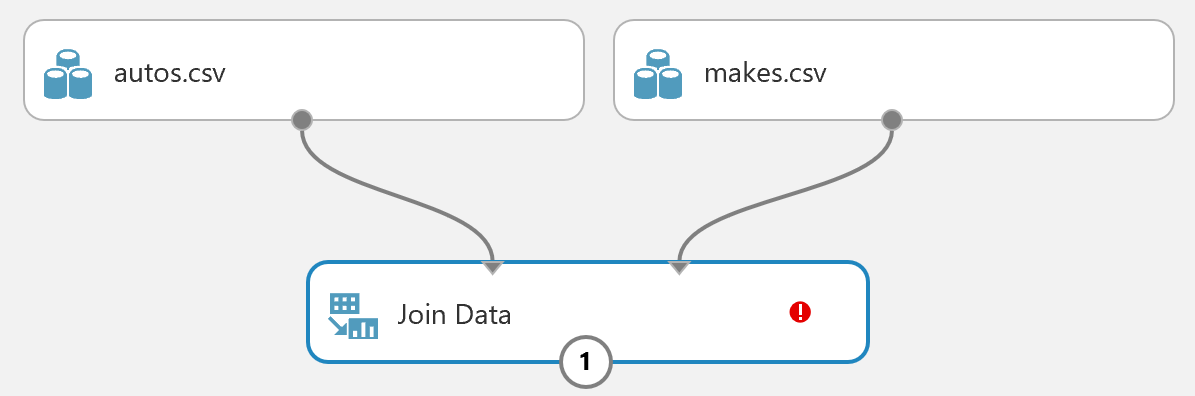 autos.csv
makes.csv
Join Data
1